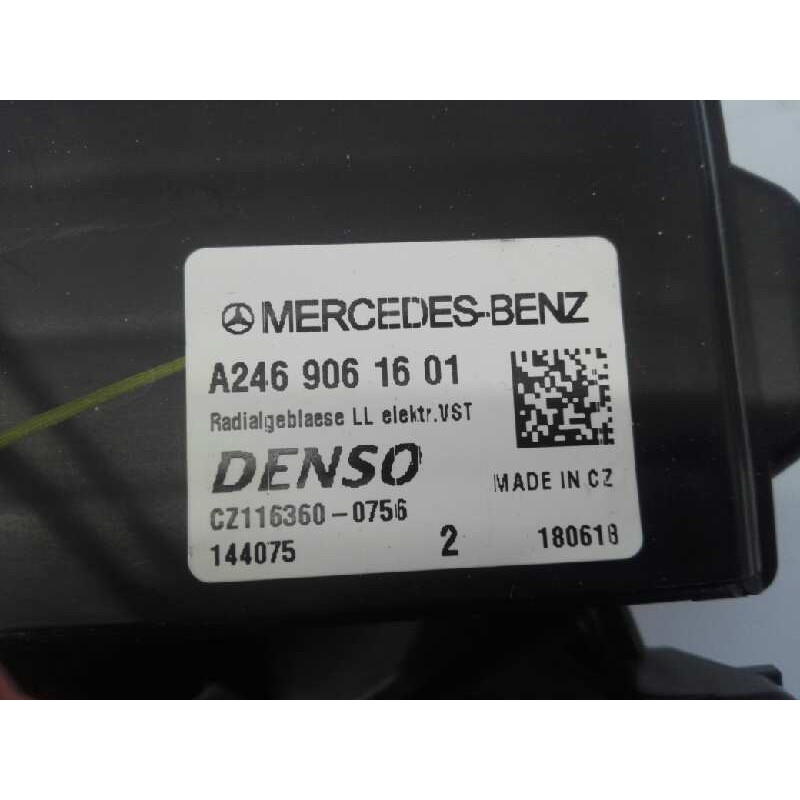 MERCEDES-BENZ
A246 906 16 01
Radialgeblaese LL elektr.VST
DENSO
MADE IN CZ
CZ116360-0756
144075 2 180618